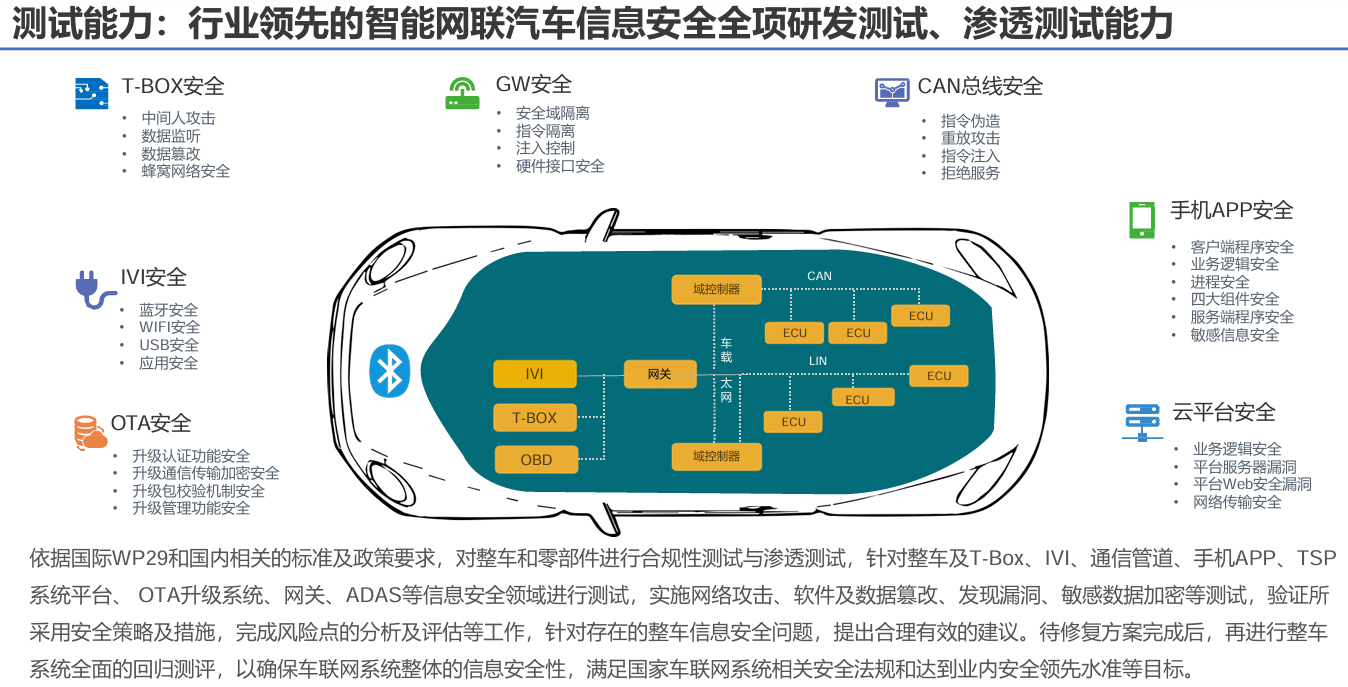 测试能力：行业领先的智能网联汽车信息安全全项研发测试、渗透测试能力
T-BOX安全
• 中间人攻击
• 数据监听
• 数据篡改
• 蜂窝网络安全
GW安全
• 安全域隔离
• 指令隔离
• 注入控制
• 硬件接口安全
CAN总线安全
• 指令伪造
• 重放攻击
• 指令注入
• 拒绝服务
手机APP安全
• 客户端程序安全
• 业务逻辑安全
• 进程安全
• 四大组件安全
• 服务端程序安全
• 敏感信息安全
IVI安全
• 蓝牙安全
• WIFI安全
• USB安全
• 应用安全
OTA安全
• 升级认证功能安全
• 升级通信传输加密安全
• 升级包校验机制安全
• 升级管理功能安全
云平台安全
• 业务逻辑安全
• 平台服务器漏洞
• 平台Web安全漏洞
• 网络传输安全
域控制器
CAN
ECU
ECU
ECU
车
载
太
网
LIN
IVI
网关
ECU
ECU
T-BOX
ECU
OBD
域控制器
依据国际WP29和国内相关的标准及政策要求，对整车和零部件进行合规性测试与渗透测试，针对整车及T-Box、IVI、通信管道、手机APP、TSP
系统平台、 OTA升级系统、网关、ADAS等信息安全领域进行测试，实施网络攻击、软件及数据篡改、发现漏洞、敏感数据加密等测试，验证所
采用安全策略及措施，完成风险点的分析及评估等工作，针对存在的整车信息安全问题，提出合理有效的建议。待修复方案完成后，再进行整车
系统全面的回归测评，以确保车联网系统整体的信息安全性，满足国家车联网系统相关安全法规和达到业内安全领先水准等目标。